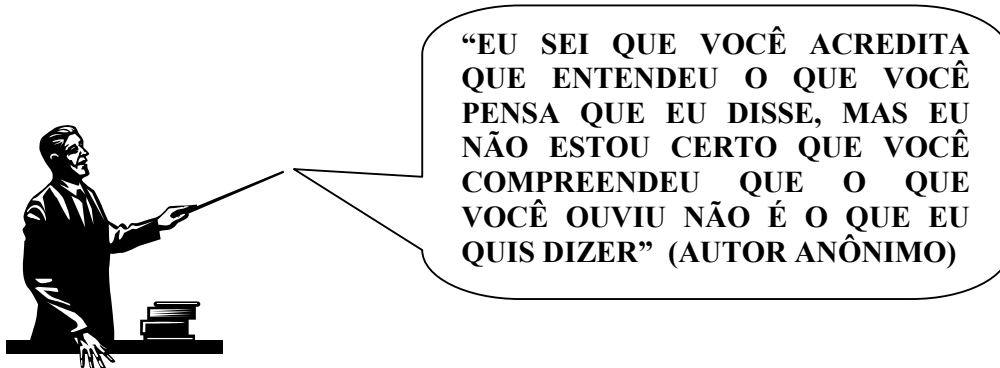 “EU SEI QUE VOCÊ ACREDITA
QUE ENTENDEU O QUE VOCÊ
PENSA QUE EU DISSE, MAS EU
NÃO ESTOU CERTO QUE VOCÊ
COMPREENDEU QUE O QUE
VOCÊ OUVIU NÃO É O QUE EU
QUIS DIZER” (AUTOR ANÔNIMO)